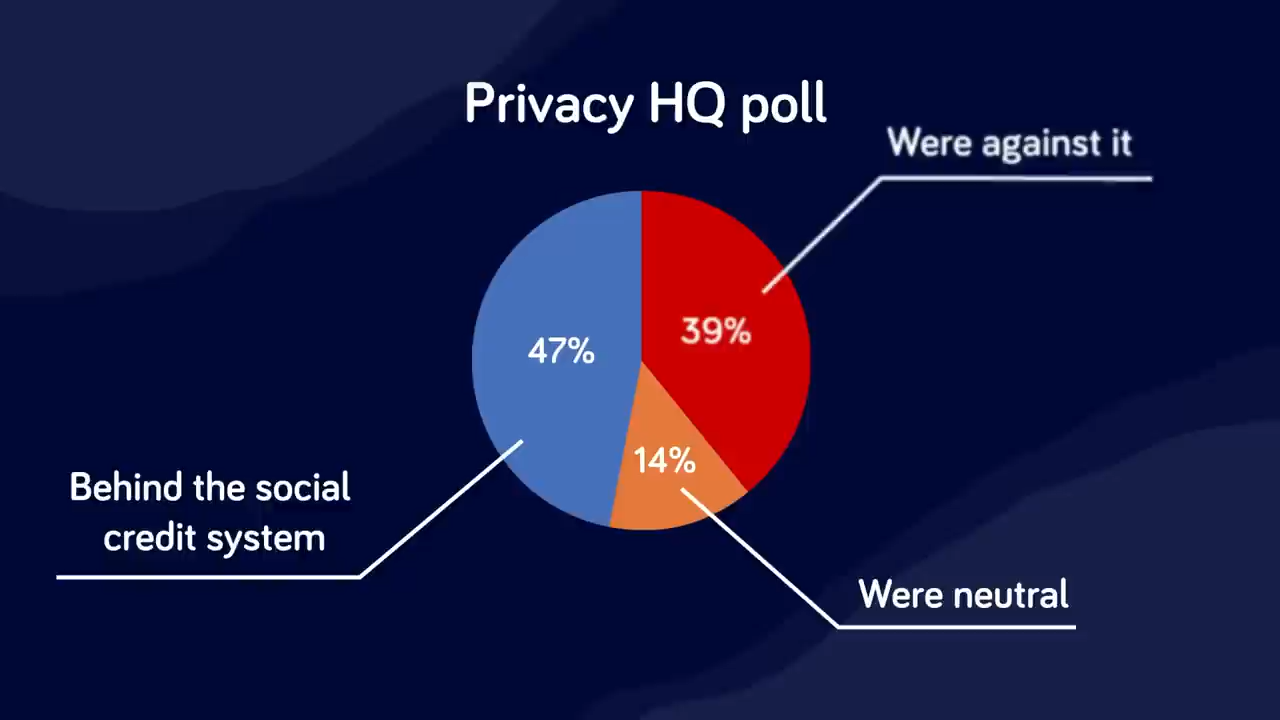 Privacy HQ poll
Were against it
39%
47%
14%
Behind the social
credit system
Were neutral